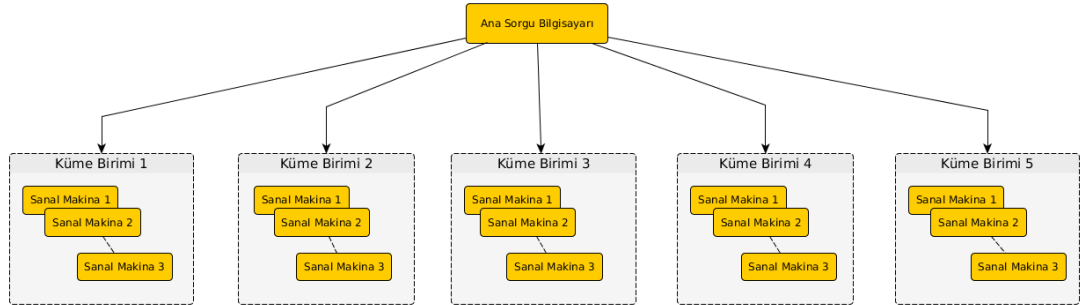 Ana Sorgu Bilgisayarı
Küme Birimi 1
Sanal Makina 1
Sanal Makina 2
Sanal Makina 3
Küme Birimi 2
Sanal Makina 1
Sanal Makina 2
Sanal Makina 3
Küme Birimi 3
Sanal Makina 1
Sanal Makina 2
Sanal Makina 3
Küme Birimi 4
Sanal Makina 1
Sanal Makina 2
Sanal Makina 3
Küme Birimi 5
Sanal Makina 1
Sanal Makina 2
Sanal Makina 3